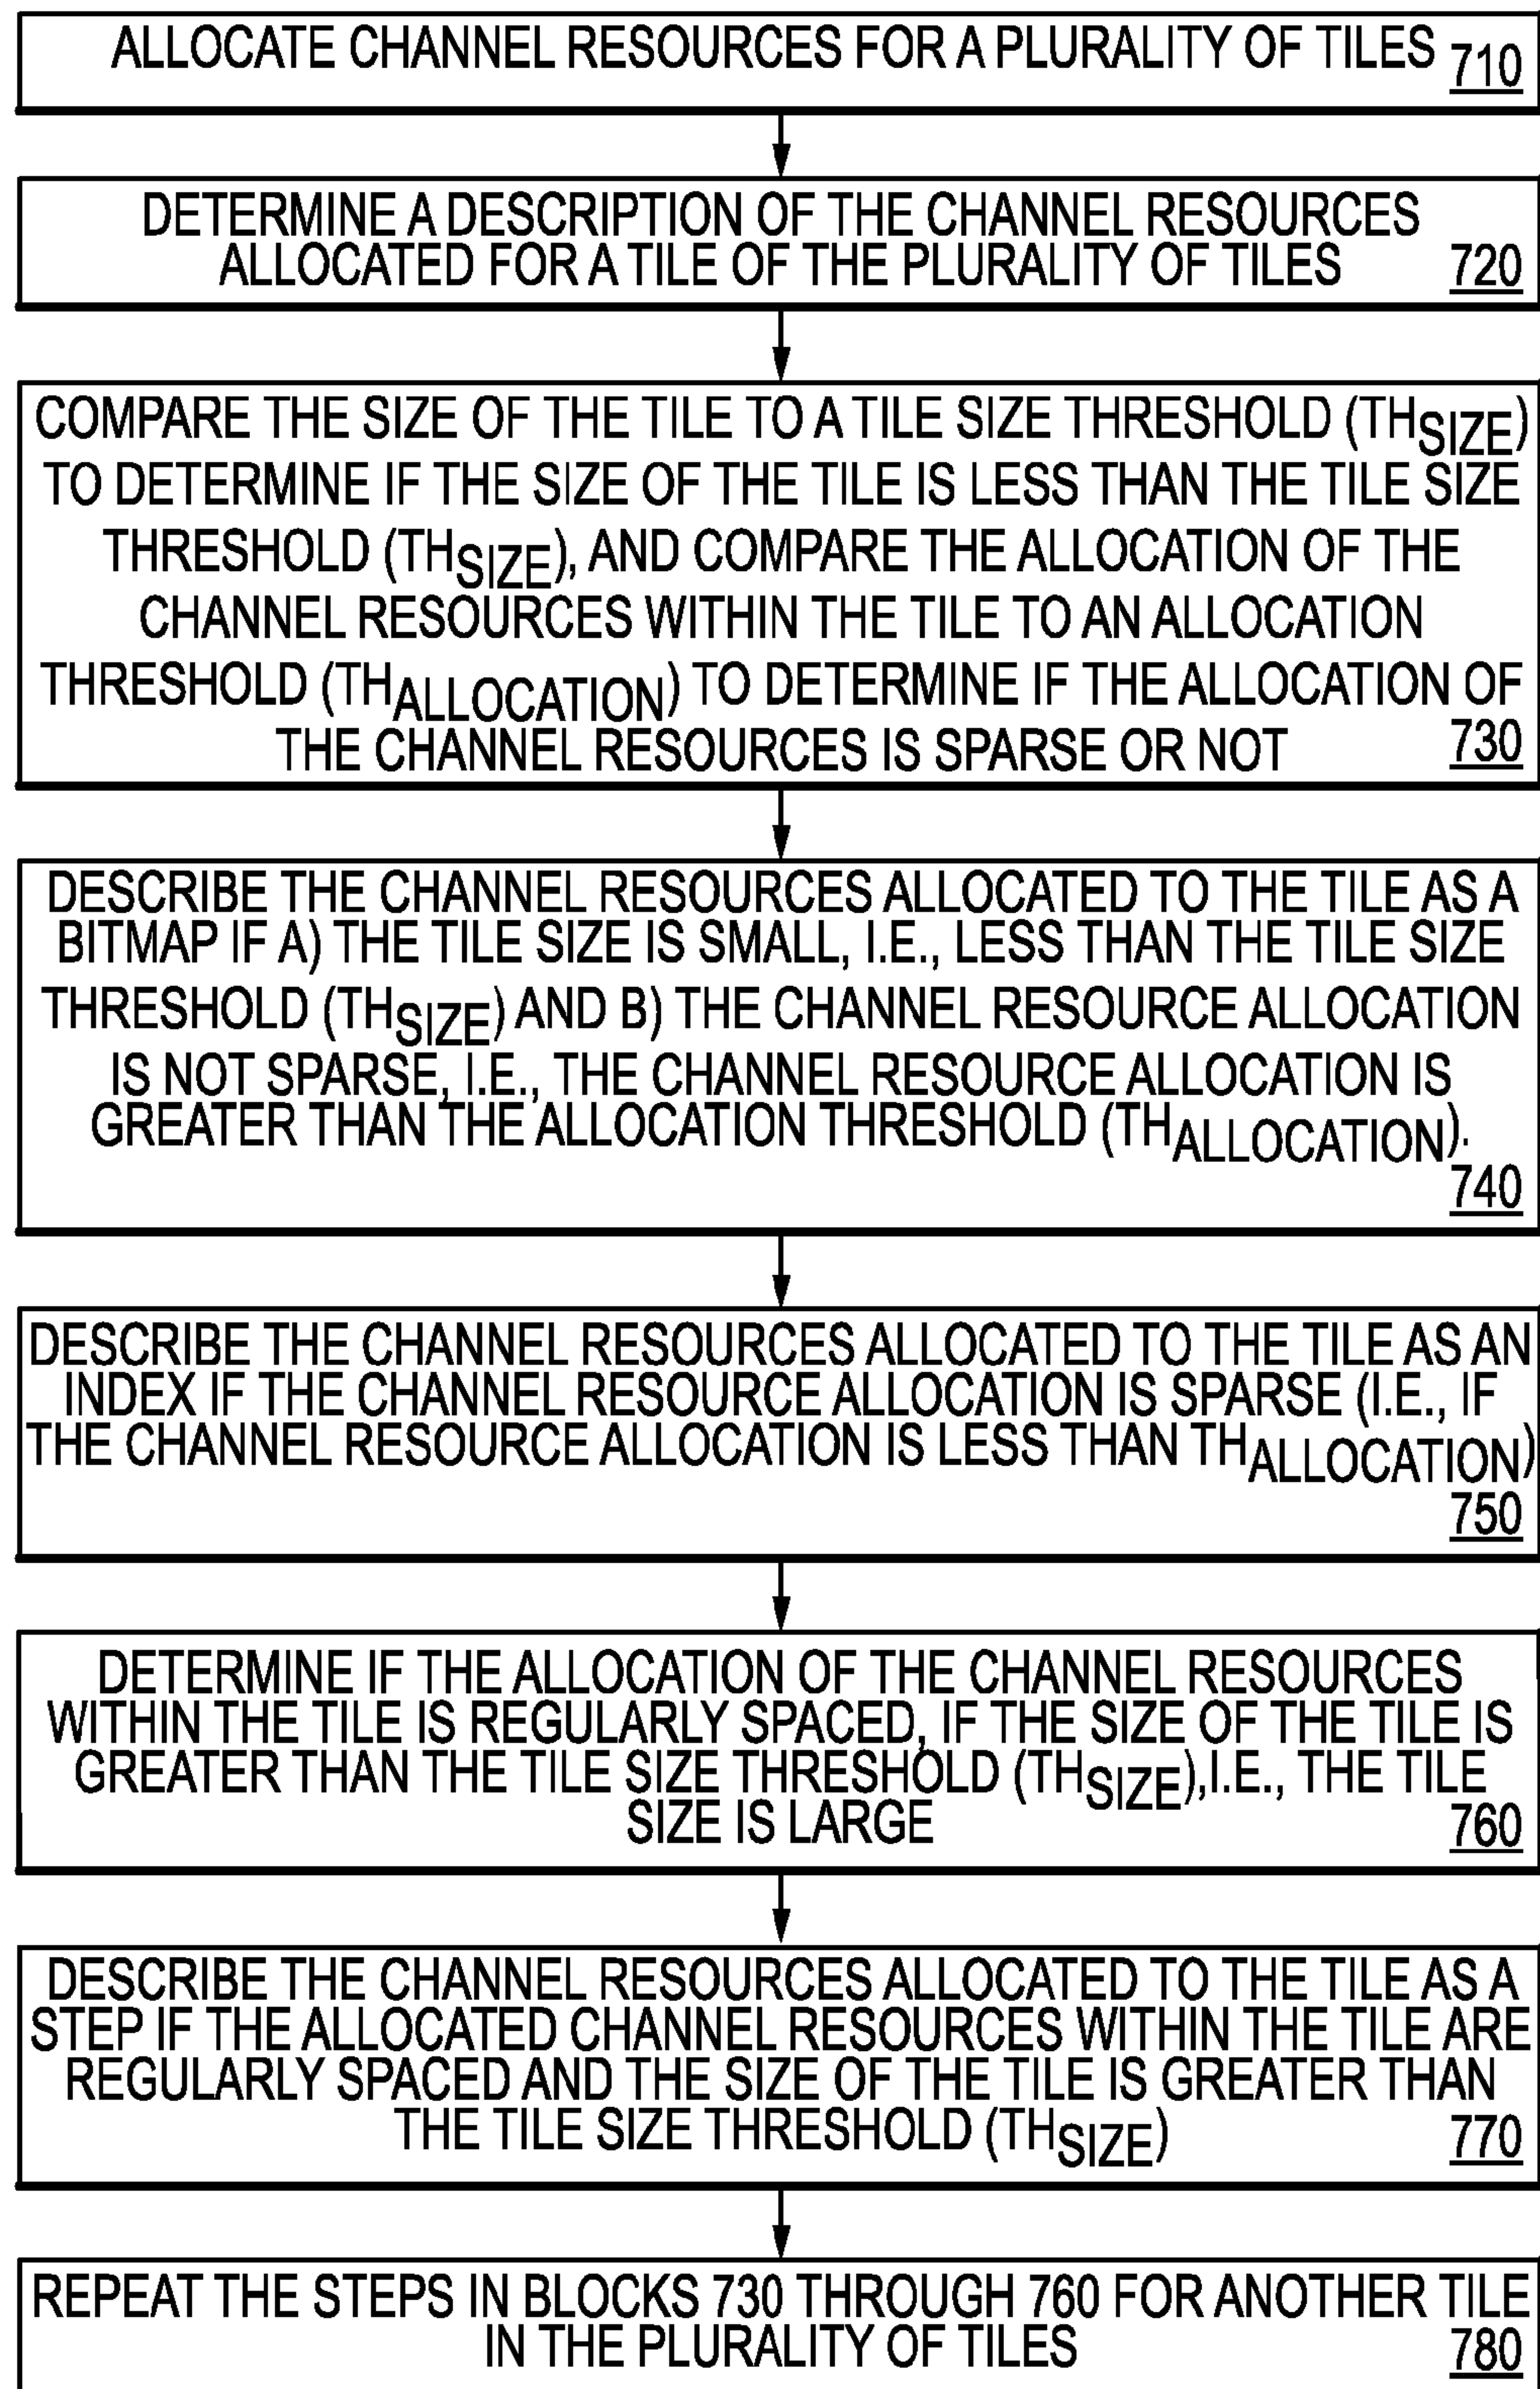 ALLOCATE CHANNEL RESOURCES FOR A PLURALITY OF TILES 710
DETERMINE A DESCRIPTION OF THE CHANNEL RESOURCES
ALLOCATED FOR A TILE OF THE PLURALITY OF TILES 720
COMPARE THE SIZE OF THE TILE TO A TILE SIZE THRESHOLD (THSIZE)
TO DETERMINE IF THE SIZE OF THE TILE IS LESS THAN THE TILE SIZE
THRESHOLD (THSIZE), AND COMPARE THE ALLOCATION OF THE
CHANNEL RESOURCES WITHIN THE TILE TO AN ALLOCATION
THRESHOLD (THALLOCATION) TO DETERMINE IF THE ALLOCATION OF
THE CHANNEL RESOURCES IS SPARSE OR NOT 730
DESCRIBE THE CHANNEL RESOURCES ALLOCATED TO THE TILE AS A
BITMAP IF A) THE TILE SIZE IS SMALL, I.E., LESS THAN THE TILE SIZE
THRESHOLD (THSIZE) AND B) THE CHANNEL RESOURCE ALLOCATION
IS NOT SPARSE, I.E., THE CHANNEL RESOURCE ALLOCATION IS
GREATER THAN THE ALLOCATION THRESHOLD (THALLOCATION).
740
DESCRIBE THE CHANNEL RESOURCES ALLOCATED TO THE TILE AS AN
INDEX IF THE CHANNEL RESOURCE ALLOCATION IS SPARSE (I.E., IF
THE CHANNEL RESOURCE ALLOCATION IS LESS THAN THALLOCATION)
750
DETERMINE IF THE ALLOCATION OF THE CHANNEL RESOURCES
WITHIN THE TILE IS REGULARLY SPACED, IF THE SIZE OF THE TILE IS
GREATER THAN THE TILE SIZE THRESHOLD (THSIZE),I.E., THE TILE
SIZE IS LARGE 760
DESCRIBE THE CHANNEL RESOURCES ALLOCATED TO THE TILE AS A
STEP IF THE ALLOCATED CHANNEL RESOURCES WITHIN THE TILE ARE
REGULARLY SPACED AND THE SIZE OF THE TILE IS GREATER THAN
THE TILE SIZE THRESHOLD (THSIZE) 770
REPEAT THE STEPS IN BLOCKS 730 THROUGH 760 FOR ANOTHER TILE
IN THE PLURALITY OF TILES 780